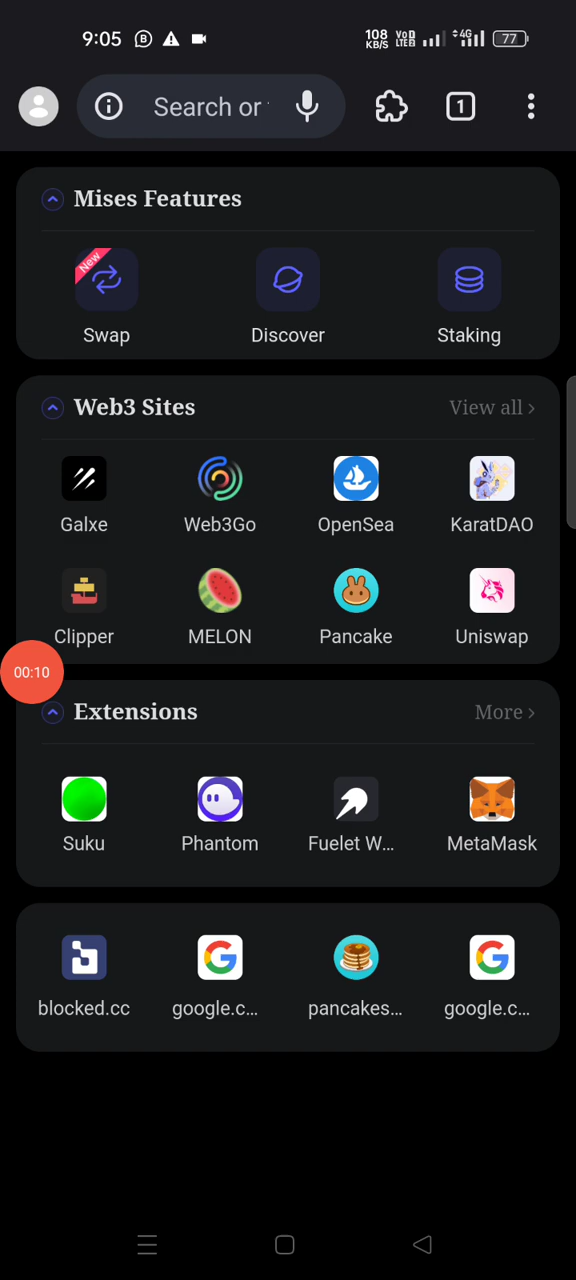 9:05 B 108 KB/S VoD LTE2 4G 77
Search or 1
Mises Features
New
Swap Discover Staking
Web3 Sites View all >
Galxe Web3Go OpenSea KaratDAO
Clipper MELON Pancake Uniswap
00:10
Extensions More >
Suku Phantom Fuelet W... MetaMask
blocked.cc google.c... pancakes... google.c...